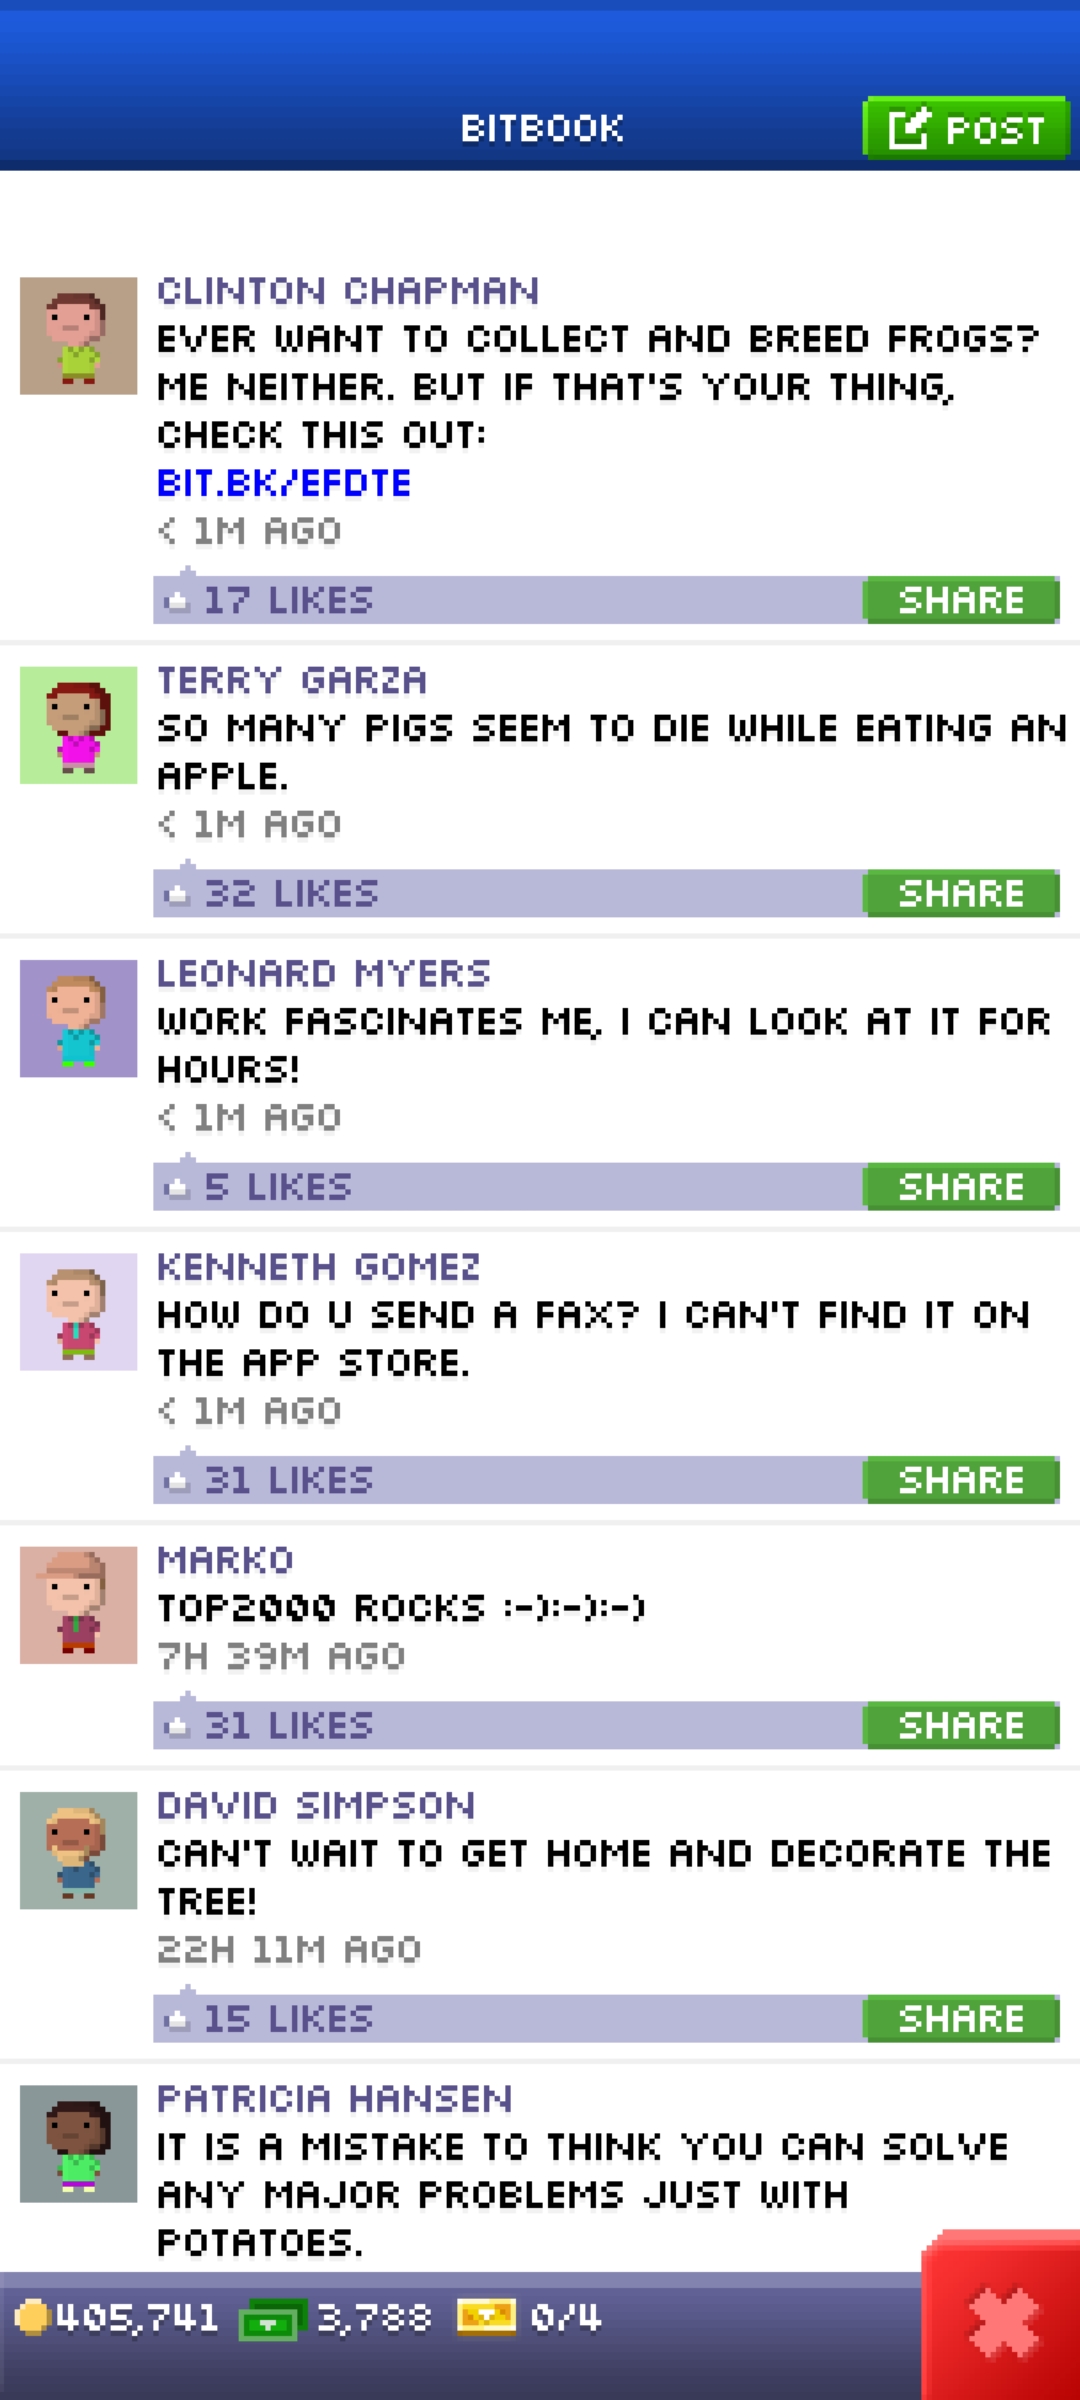 BITBOOK
POST
CLINTON CHAPMAN
EVER WANT TO COLLECT AND BREED FROGS?
ME NEITHER. BUT IF THAT'S YOUR THING,
CHECK THIS OUT:
BIT.BK/EFDTE
< 1M AGO
17 LIKES
SHARE
TERRY GARZA
SO MANY PIGS SEEM TO DIE WHILE EATING AN
APPLE.
< 1M AGO
32 LIKES
SHARE
LEONARD MYERS
WORK FASCINATES ME, I CAN LOOK AT IT FOR
HOURS!
< 1M AGO
5 LIKES
SHARE
KENNETH GOMEZ
HOW DO U SEND A FAX? I CAN'T FIND IT ON
THE APP STORE.
< 1M AGO
31 LIKES
SHARE
MARKO
TOP2000 ROCKS :-):-):-)
7H 39M AGO
31 LIKES
SHARE
DAVID SIMPSON
CAN'T WAIT TO GET HOME AND DECORATE THE
TREE!
22H 11M AGO
15 LIKES
SHARE
PATRICIA HANSEN
IT IS A MISTAKE TO THINK YOU CAN SOLVE
ANY MAJOR PROBLEMS JUST WITH
POTATOES.
405,741 3,788 0/4